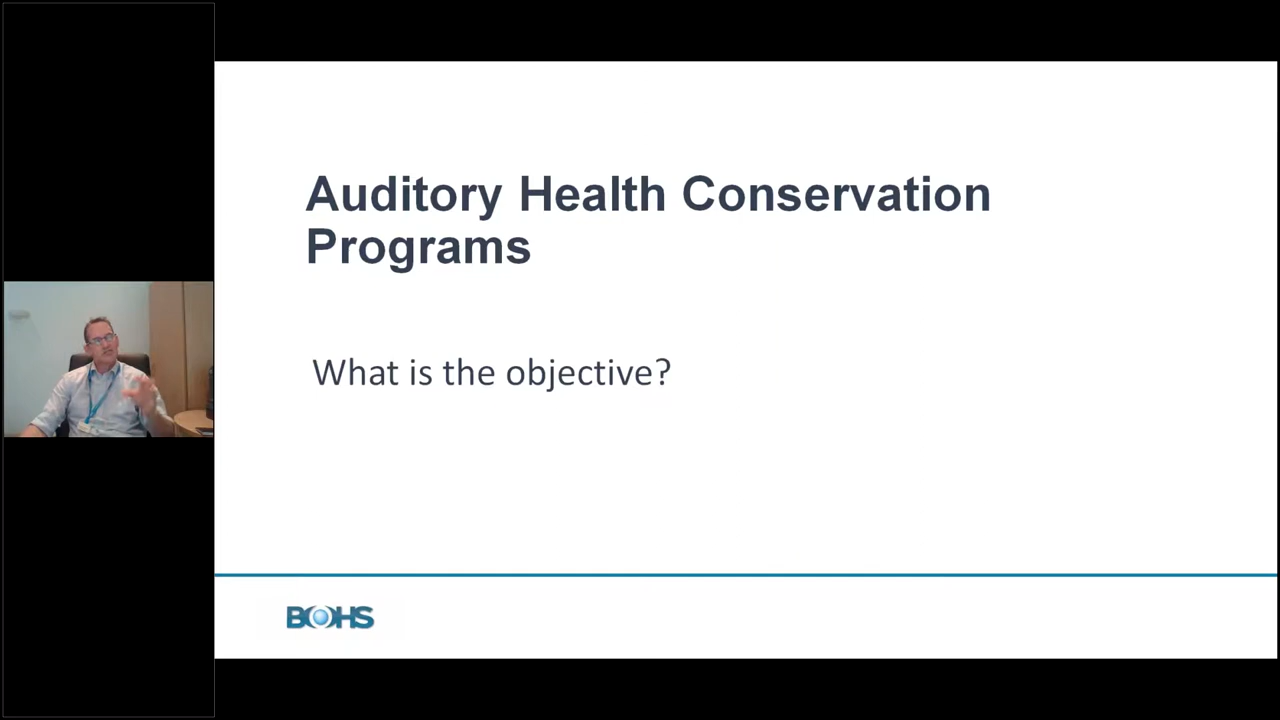 Auditory Health Conservation
Programs
What is the objective?
BOHS